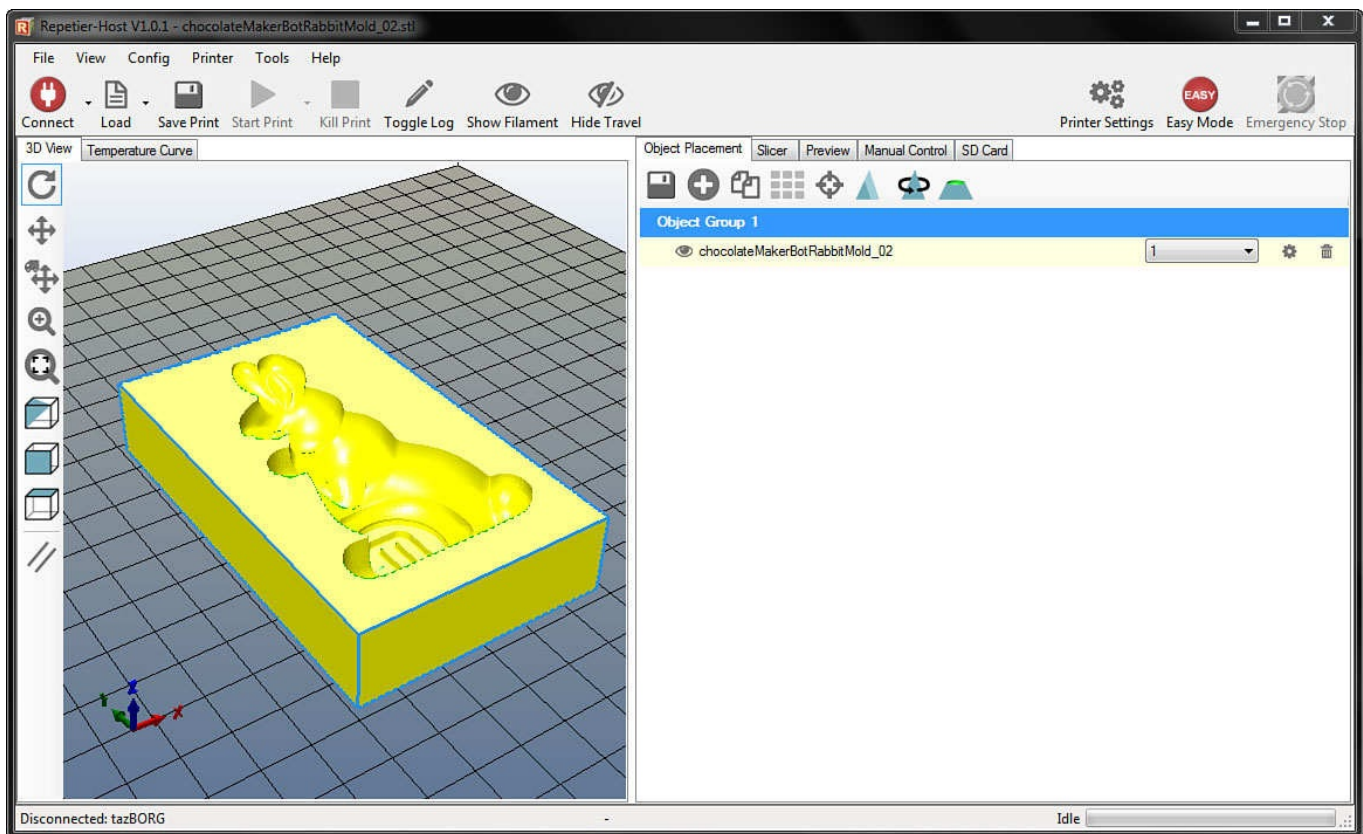 Repetier-Host V1.0.1 - chocolateMakerBotRabbitMold_02.stl
File View Config Printer Tools Help
Connect Load Save Print Start Print Kill Print Toggle Log Show Filament Hide Travel Printer Settings EASY Easy Mode Emergency Stop
3D View Temperature Curve Object Placement Slicer Preview Manual Control SD Card
Object Group 1
chocolateMakerBotRabbitMold_02 1
Z
Y X
Disconnected: tazBORG - Idle